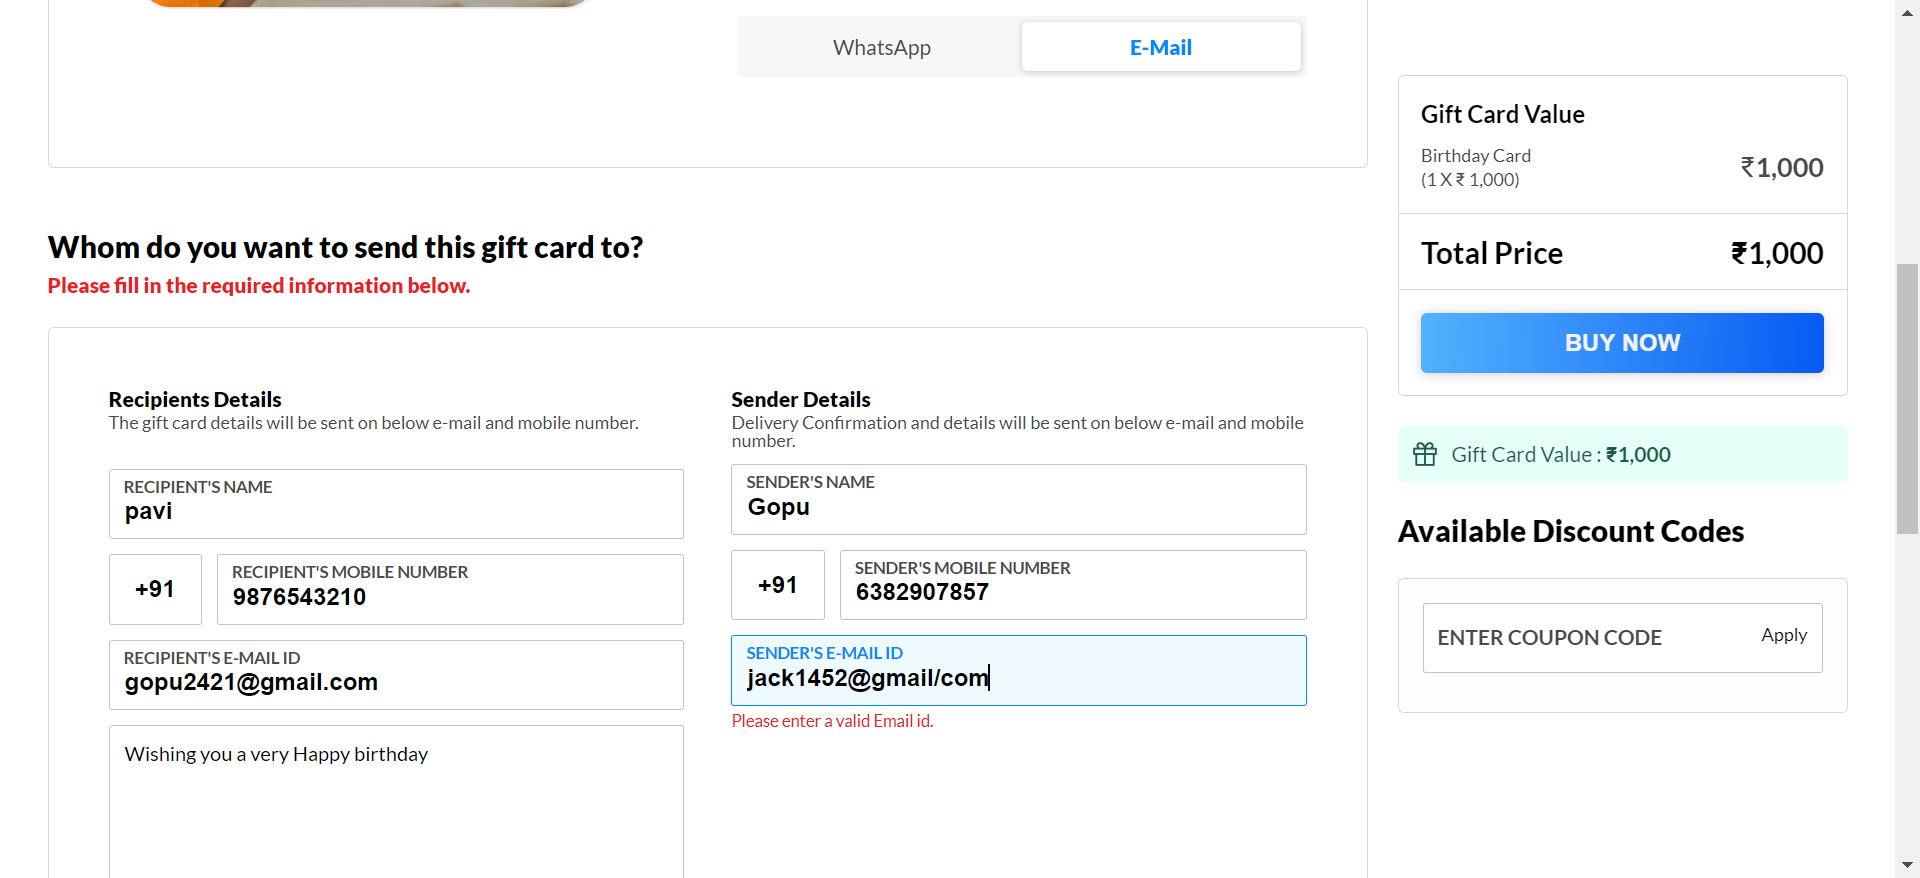 WhatsApp
E-Mail
Whom do you want to send this gift card to?
Please fill in the required information below.
Recipients Details
The gift card details will be sent on below e-mail and mobile number.
RECIPIENT'S NAME
pavi
+91
RECIPIENT'S MOBILE NUMBER
9876543210
RECIPIENT'S E-MAIL ID
gopu2421@gmail.com
Wishing you a very Happy birthday
Sender Details
Delivery Confirmation and details will be sent on below e-mail and mobile
number.
SENDER'S NAME
Gopu
+91
SENDER'S MOBILE NUMBER
6382907857
SENDER'S E-MAIL ID
jack1452@gmail/com
Please enter a valid Email id.
Gift Card Value
Birthday Card
(1 X ₹ 1,000)
₹1,000
Total Price
₹1,000
BUY NOW
Gift Card Value : ₹1,000
Available Discount Codes
ENTER COUPON CODE
Apply